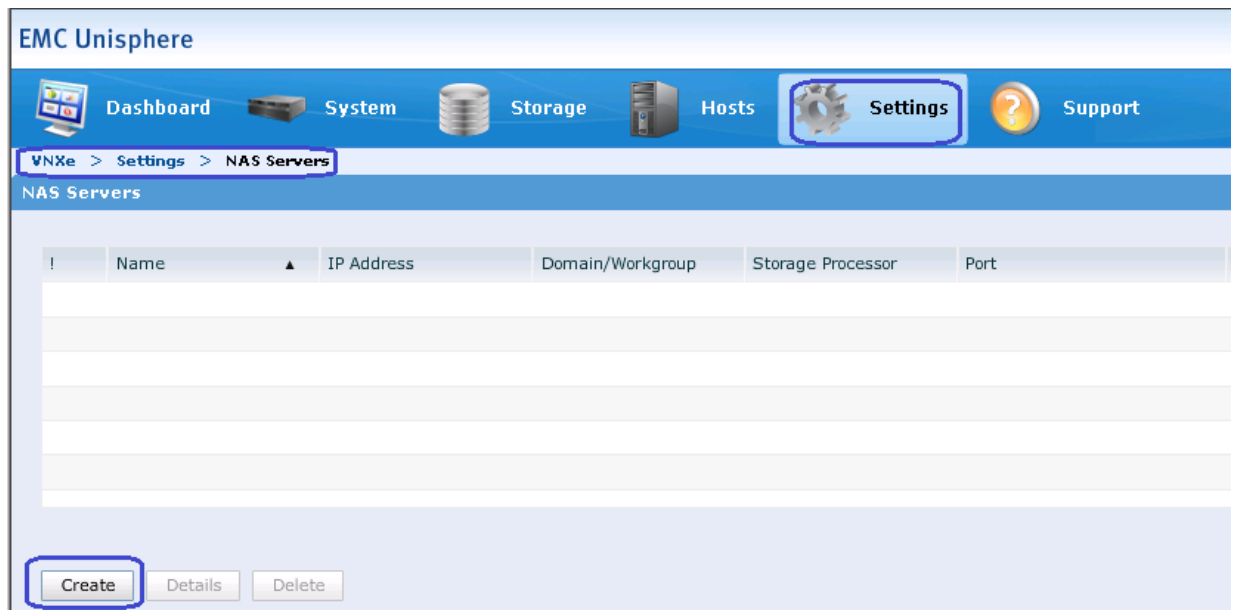 EMC Unisphere
Dashboard System Storage Hosts Settings Support
VNXe > Settings > NAS Servers
NAS Servers
! Name ▲ IP Address Domain/Workgroup Storage Processor Port
Create Details Delete